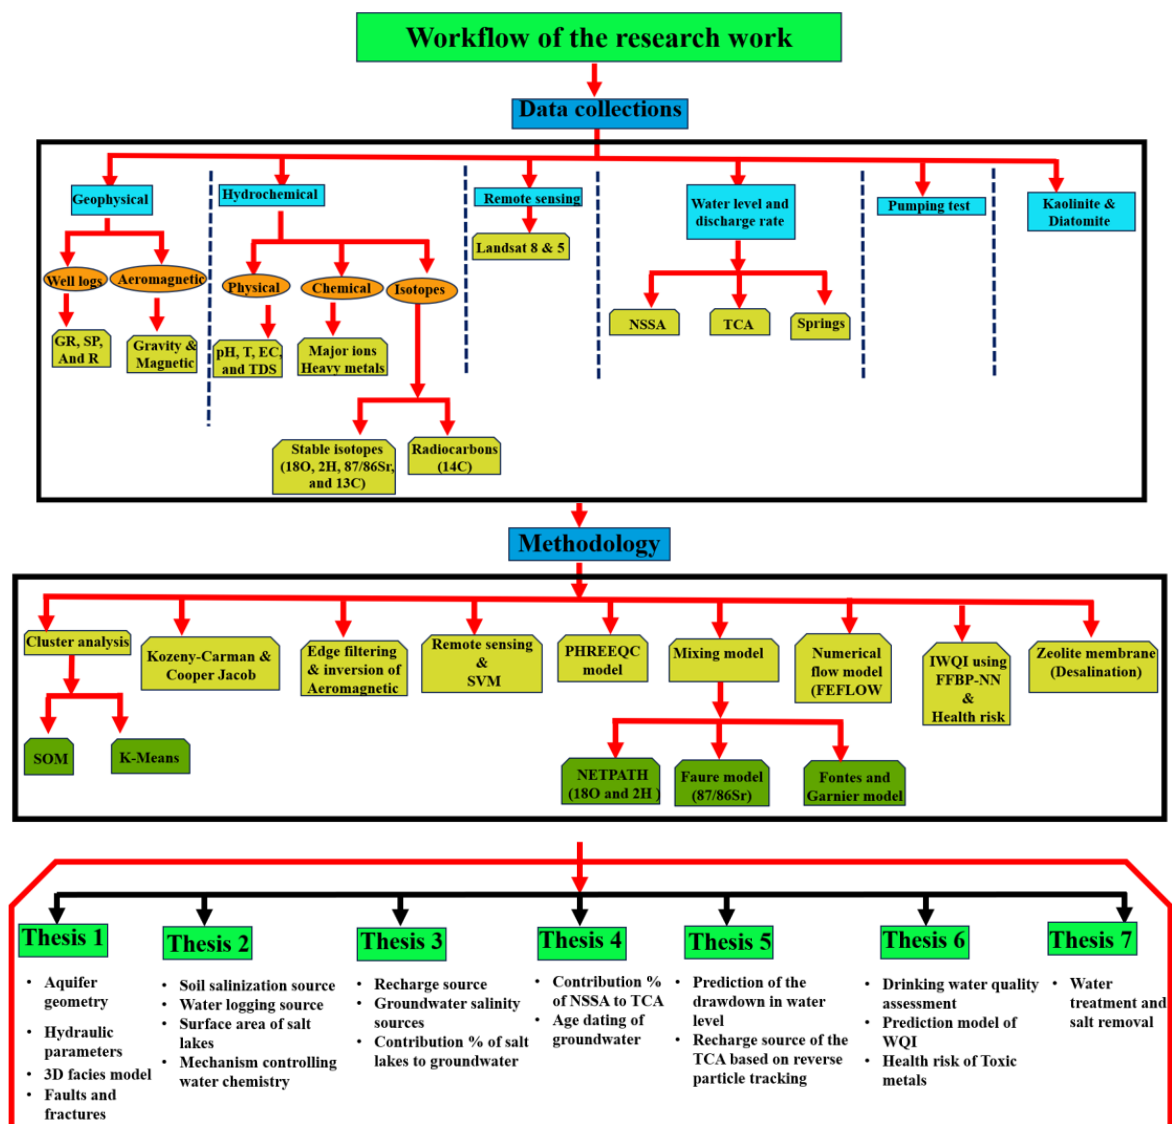 Workflow of the research work
Data collections
Geophysical
Hydrochemical
Remote sensing
Water level and
discharge rate
Pumping test
Kaolinite &
Diatomite
Well logs
Aeromagnetic
Physical
Chemical
Isotopes
Landsat 8 & 5
NSSA
TCA
Springs
GR, SP,
And R
Gravity &
Magnetic
pH, T, EC,
and TDS
Major ions
Heavy metals
Stable isotopes
(18O, 2H, 87/86Sr,
and 13C)
Radiocarbons
(14C)
Methodology
Cluster analysis
Kozeny-Carman &
Cooper Jacob
Edge filtering
& inversion of
Aeromagnetic
Remote sensing
&
SVM
PHREEQC
model
Mixing model
Numerical
flow model
(FEFLOW
IWQI using
FFBP-NN
&
Health risk
Zeolite membrane
(Desalination)
SOM
K-Means
NETPATH
(18O and 2H )
Faure model
(87/86Sr)
Fontes and
Garnier model
Thesis 1
• Aquifer
geometry
• Hydraulic
parameters
• 3D facies model
• Faults and
fractures
Thesis 2
• Soil salinization source
• Water logging source
• Surface area of salt
lakes
• Mechanism controlling
water chemistry
Thesis 3
• Recharge source
• Groundwater salinity
sources
• Contribution % of salt
lakes to groundwater
Thesis 4
• Contribution %
of NSSA to TCA
• Age dating of
groundwater
Thesis 5
• Prediction of the
drawdown in water
level
• Recharge source of the
TCA based on reverse
particle tracking
Thesis 6
• Drinking water quality
assessment
• Prediction model of
WQI
• Health risk of Toxic
metals
Thesis 7
• Water
treatment and
salt removal